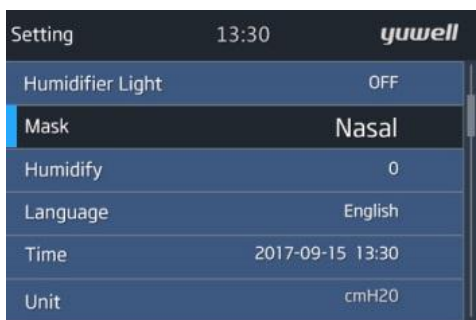 Setting 13:30 yuwell
Humidifier Light OFF
Mask Nasal
Humidify 0
Language English
Time 2017-09-15 13:30
Unit cmH20